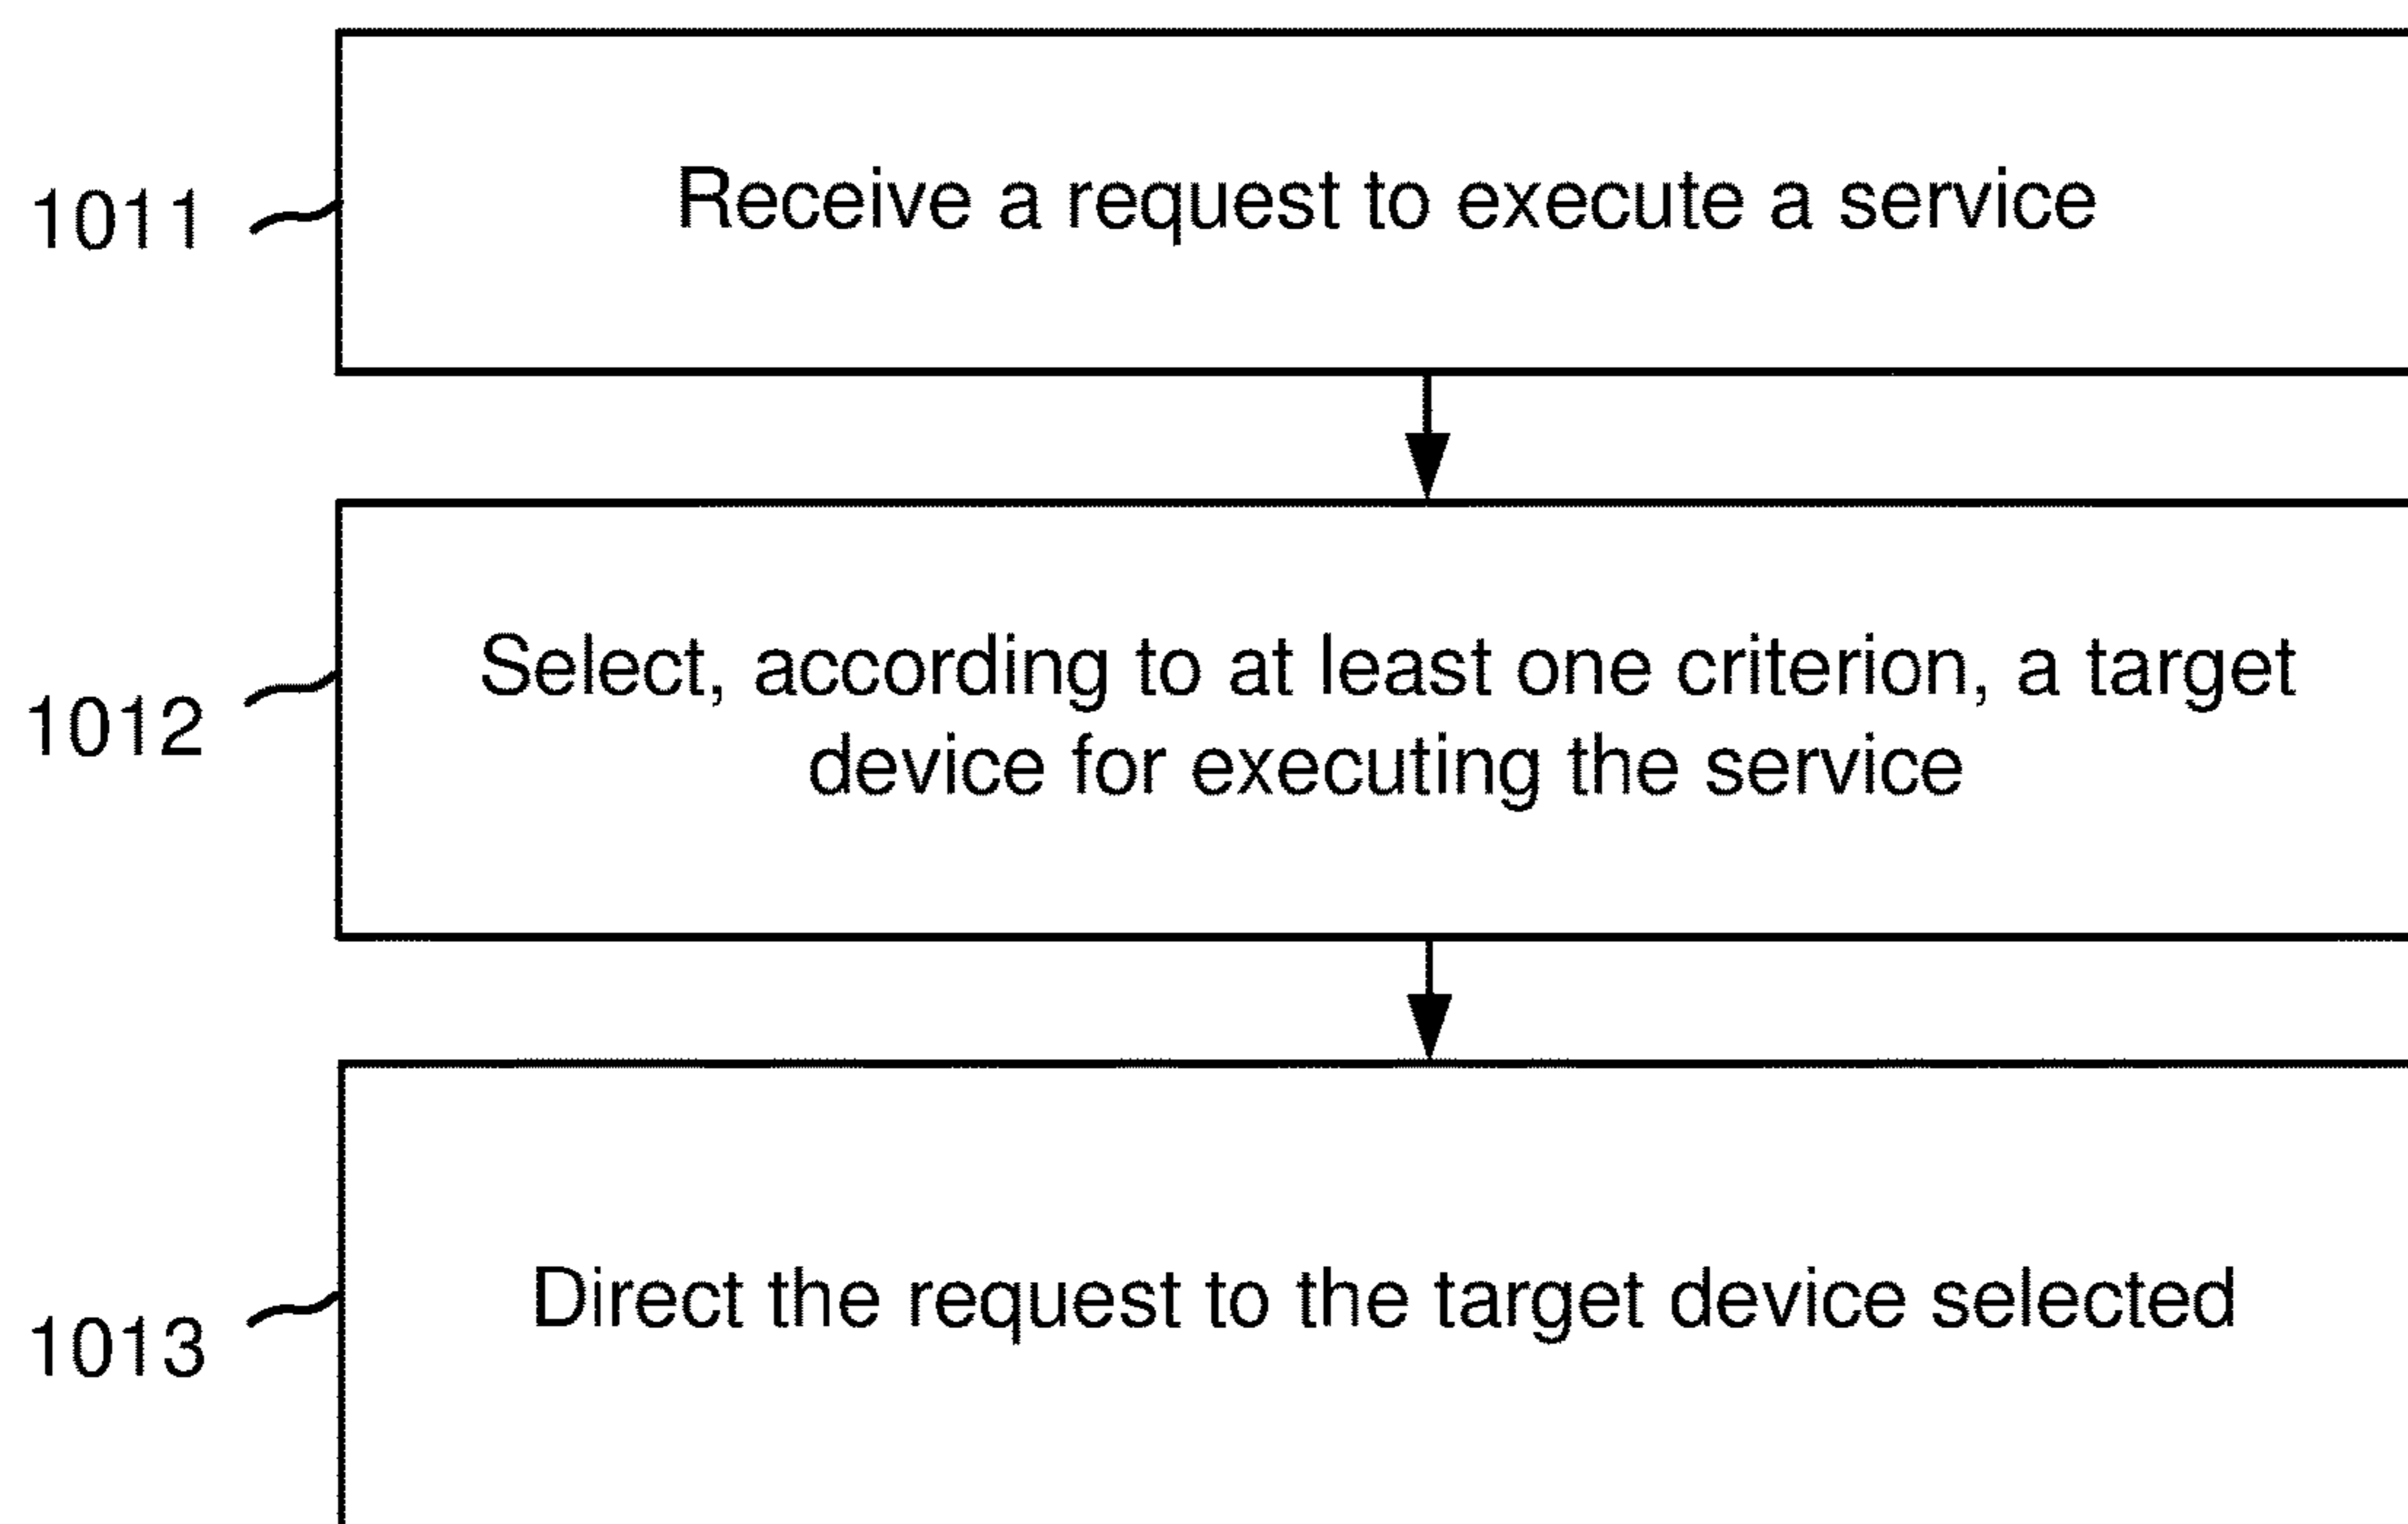 1011
Receive a request to execute a service
1012
Select, according to at least one criterion, a target
device for executing the service
1013
Direct the request to the target device selected